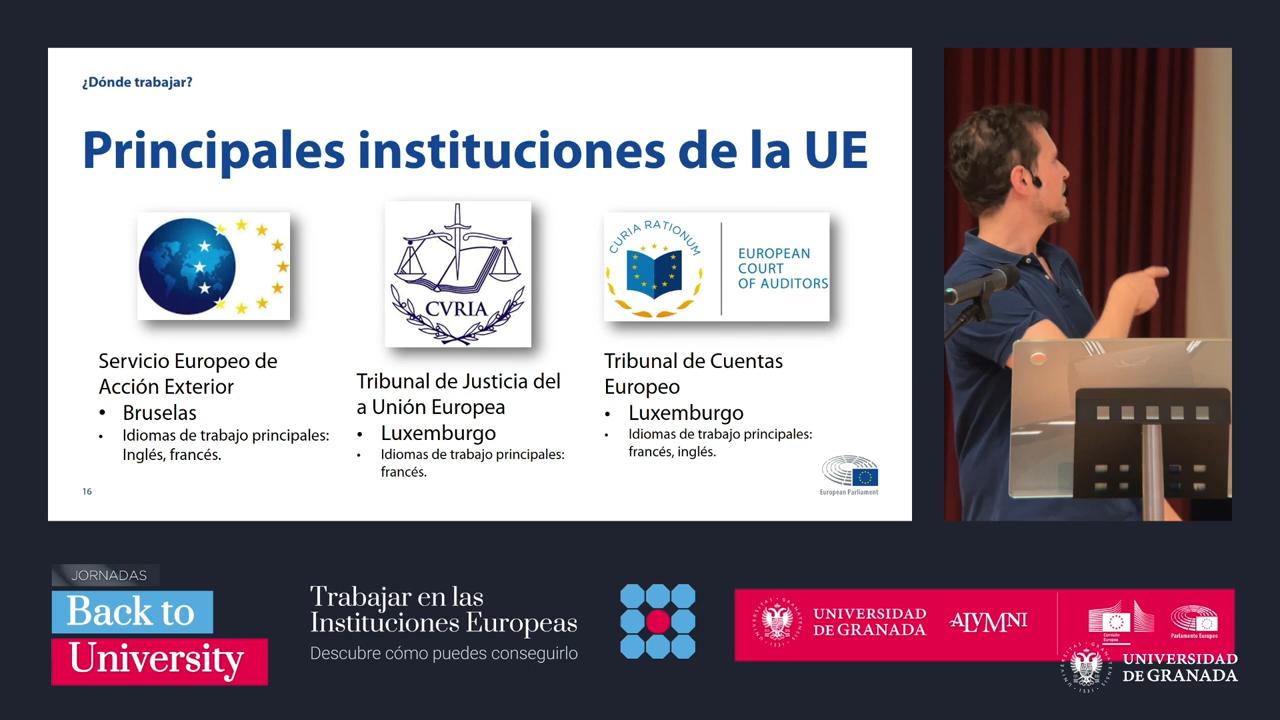 ¿Dónde trabajar?
Principales instituciones de la UE
Servicio Europeo de
Acción Exterior
• Bruselas
• Idiomas de trabajo principales:
Inglés, francés.
CVRIA
Tribunal de Justicia del
a Unión Europea
• Luxemburgo
• Idiomas de trabajo principales:
francés.
CURIA RATIONUM
EUROPEAN
COURT
OF AUDITORS
Tribunal de Cuentas
Europeo
• Luxemburgo
• Idiomas de trabajo principales:
francés, inglés.
16
European Parliament
JORNADAS
Back to
University
Trabajar en las
Instituciones Europeas
Descubre cómo puedes conseguirlo
UNIVERSIDAD
DE GRANADA
ALVMNI
Comisión
Europea
Parlamento Europeo
UNIVERSIDAD
DE GRANADA